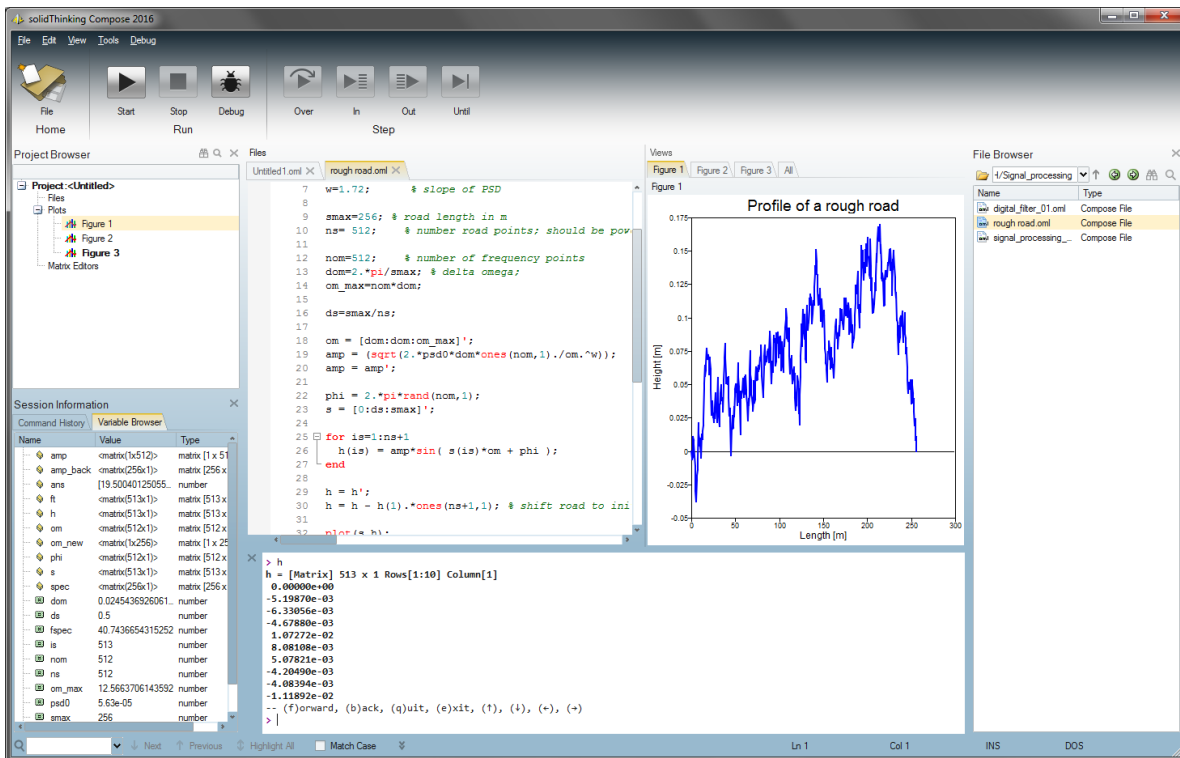 solidThinking Compose 2016
File Edit View Tools Debug
File Start Stop Debug Over In Out Until
Home Run Step
Project Browser
Project:<Untitled>
Files
Plots
Figure 1
Figure 2
Figure 3
Matrix Editors
Session Information
Command History Variable Browser
Name Value Type
amp <matrix(1x512)> matrix [1 x 51
amp_back <matrix(256x1)> matrix [256 x
ans [19.50040125055... number
ft <matrix(513x1)> matrix [513 x
h <matrix(513x1)> matrix [513 x
om <matrix(512x1)> matrix [512 x
om_new <matrix(1x256)> matrix [1 x 25
phi <matrix(512x1)> matrix [512 x
s <matrix(513x1)> matrix [513 x
spec <matrix(256x1)> matrix [256 x
dom 0.0245436926061... number
ds 0.5 number
fspec 40.7436654315252 number
is 513 number
nom 512 number
ns 512 number
om_max 12.5663706143592 number
psd0 5.63e-05 number
smax 256 number
Files
Untitled1.oml rough road.oml
7 w=1.72; % slope of PSD
8
9 smax=256; % road length in m
10 ns= 512; % number road points; should be pow
11
12 nom=512; % number of frequency points
13 dom=2.*pi/smax; % delta omega;
14 om_max=nom*dom;
15
16 ds=smax/ns;
17
18 om = [dom:dom:om_max]';
19 amp = (sqrt(2.*psd0*dom*ones(nom,1)./om.^w));
20 amp = amp';
21
22 phi = 2.*pi*rand(nom,1);
23 s = [0:ds:smax]';
24
25 for is=1:ns+1
26 h(is) = amp*sin( s(is)*om + phi );
27 end
28
29 h = h';
30 h = h - h(1).*ones(ns+1,1); % shift road to ini
31
32 plot(s,h);
Views
Figure 1 Figure 2 Figure 3 All
Figure 1
Profile of a rough road
0.175
0.15
0.125
0.1
0.075
0.05
0.025
0
-0.025
-0.05
Height [m]
0 50 100 150 200 250 300
Length [m]
> h
h = [Matrix] 513 x 1 Rows[1:10] Column[1]
0.00000e+00
-5.19870e-03
-6.33056e-03
-4.67880e-03
1.07272e-02
8.08108e-03
5.07821e-03
-4.20490e-03
-4.08394e-03
-1.11892e-02
-- (f)orward, (b)ack, (q)uit, (e)xit, (↑), (↓), (←), (→)
>
File Browser
l/Signal_processing
Name Type
digital_filter_01.oml Compose File
rough road.oml Compose File
signal_processing_... Compose File
Next Previous Highlight All Match Case Ln 1 Col 1 INS DOS